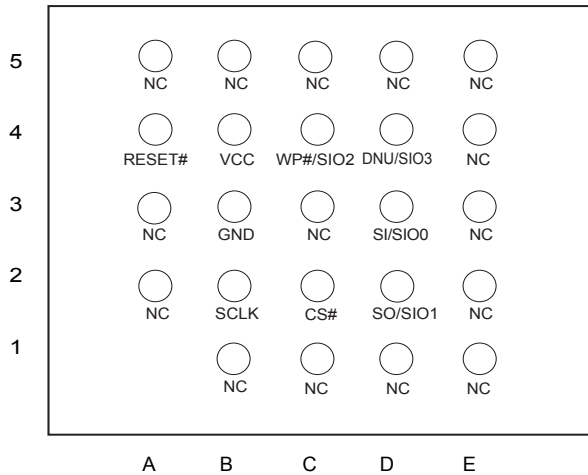 5
NC NC NC NC NC
4
RESET# VCC WP#/SIO2 DNU/SIO3 NC
3
NC GND NC SI/SIO0 NC
2
NC SCLK CS# SO/SIO1 NC
1
NC NC NC NC
A B C D E